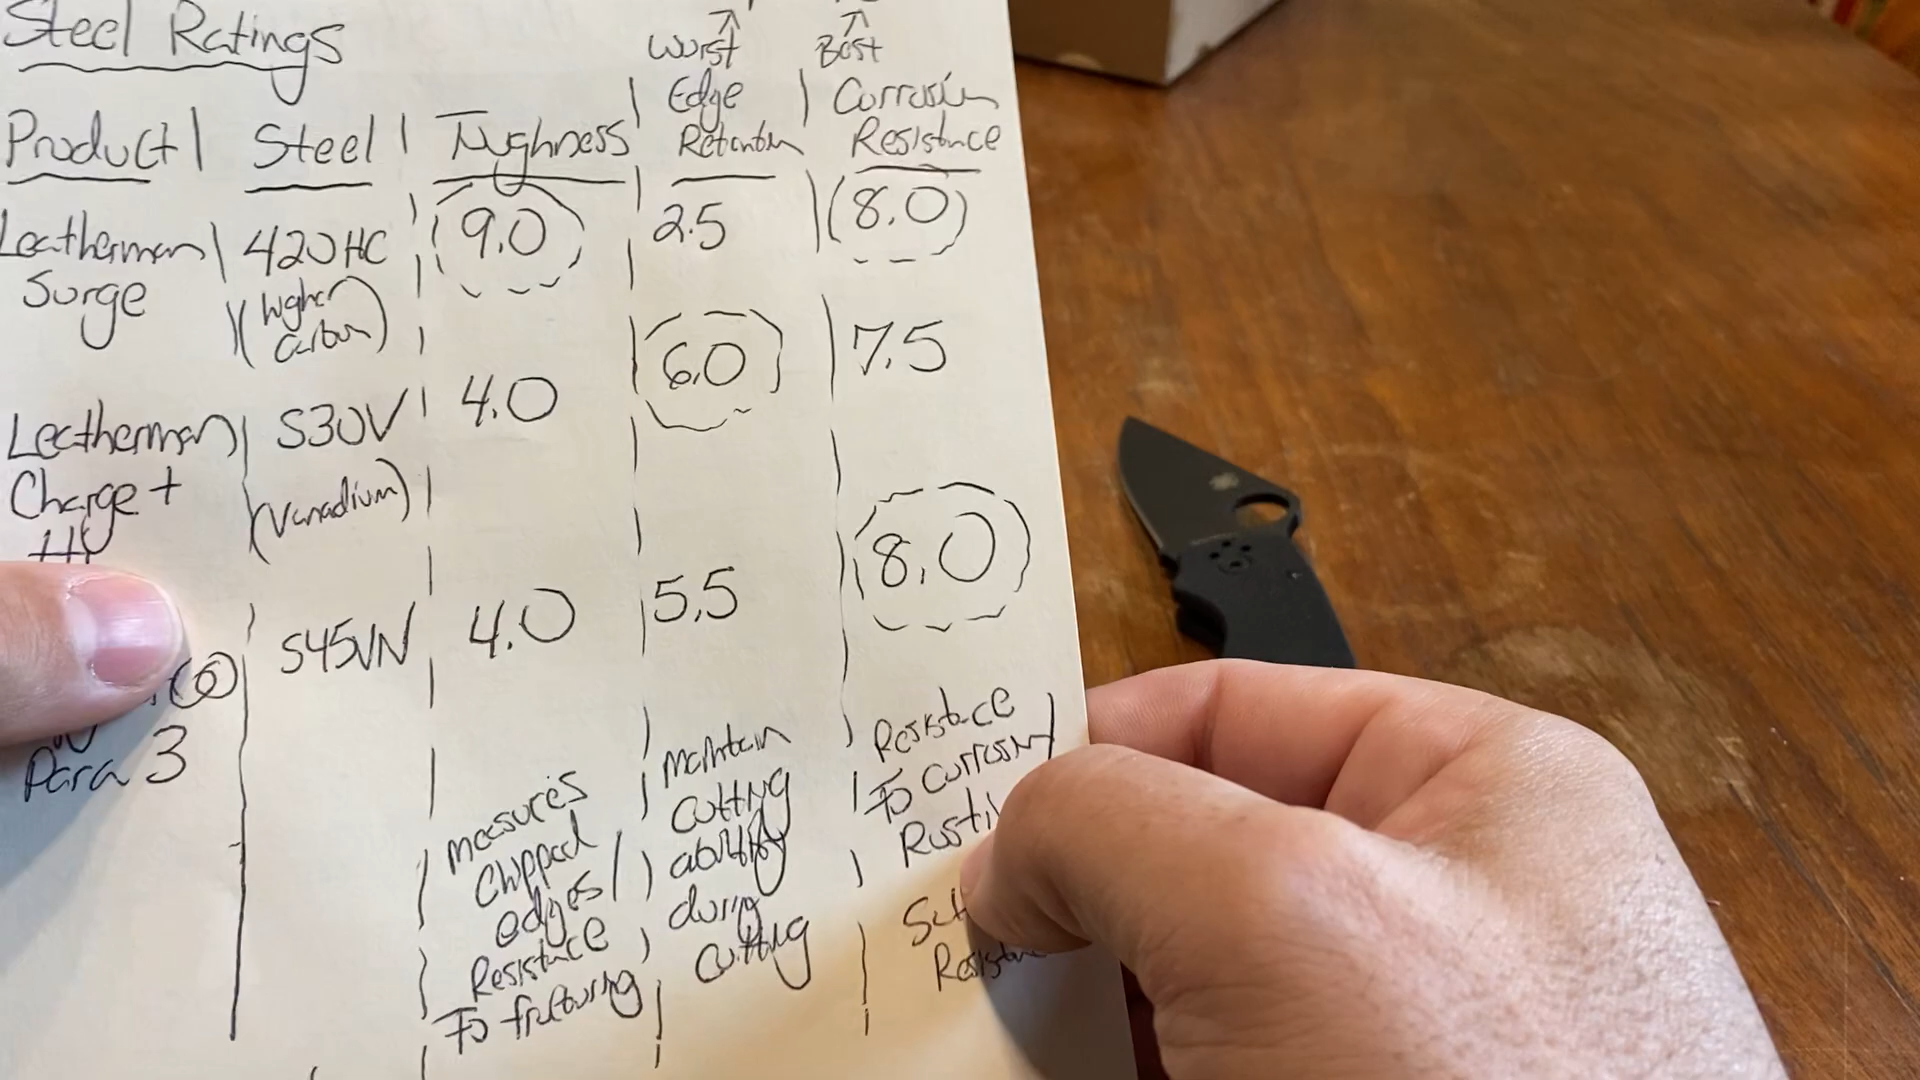 Steel Ratings
Worst Best
Product | Steel | Toughness | Edge Retention | Corrosion Resistance
Leatherman Surge | 420HC (higher carbon) | 9.0 | 2.5 | (8.0)
Leatherman Charge + | S30V (Vanadium) | 4.0 | 6.0 | 7.5
Para 3 | S45VN | 4.0 | 5.5 | 8.0
measures chipped edges / Resistance To fracturing
maintain cutting ability during cutting
Resistance To corrosion